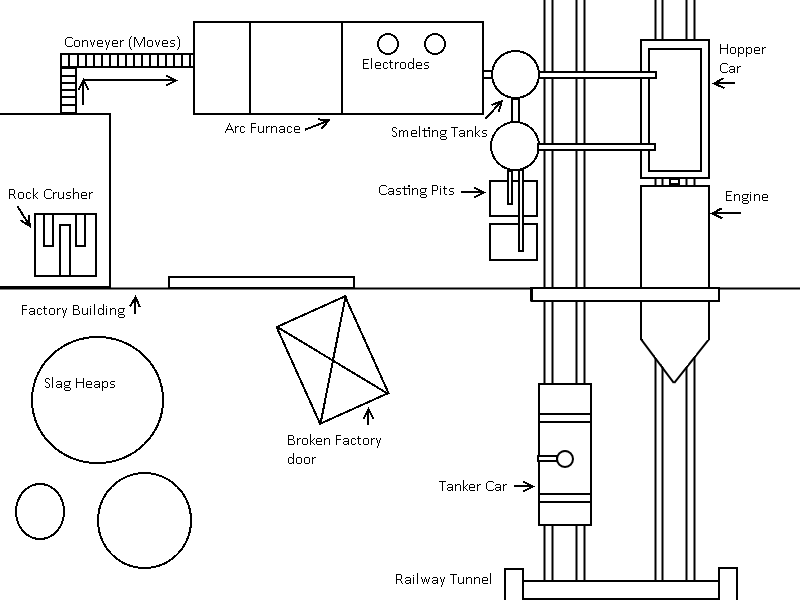 Conveyer (Moves)
Electrodes
Hopper
Car
Arc Furnace
Smelting Tanks
Casting Pits
Rock Crusher
Engine
Factory Building
Slag Heaps
Broken Factory
door
Tanker Car
Railway Tunnel